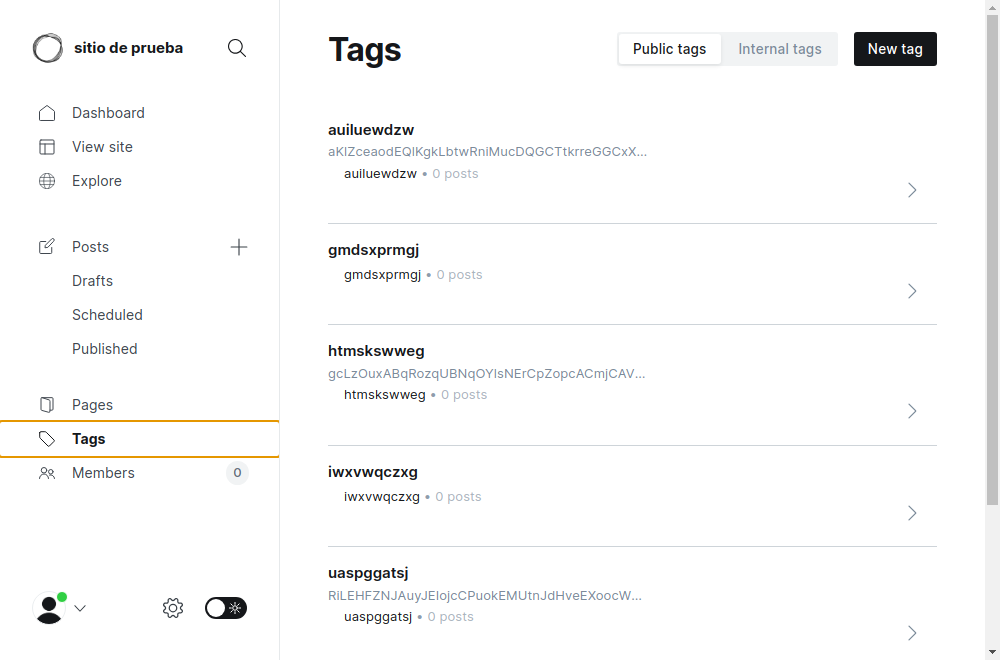 sitio de prueba
Dashboard
View site
Explore
Posts
Drafts
Scheduled
Published
Pages
Tags
Members
0
Tags
Public tags
Internal tags
New tag
auiluewdzw
aKlZceaodEQlKgkLbtwRniMucDQGCTtkrreGGCxX...
auiluewdzw • 0 posts
gmdsxprmgj
gmdsxprmgj • 0 posts
htmskswweg
gcLzOuxABqRozqUBNqOYlsNErCpZopcACmjCAV...
htmskswweg • 0 posts
iwxvwqczxg
iwxvwqczxg • 0 posts
uaspggatsj
RiLEHFZNJAuyJElojcCPuokEMUtnJdHveEXoocW...
uaspggatsj • 0 posts